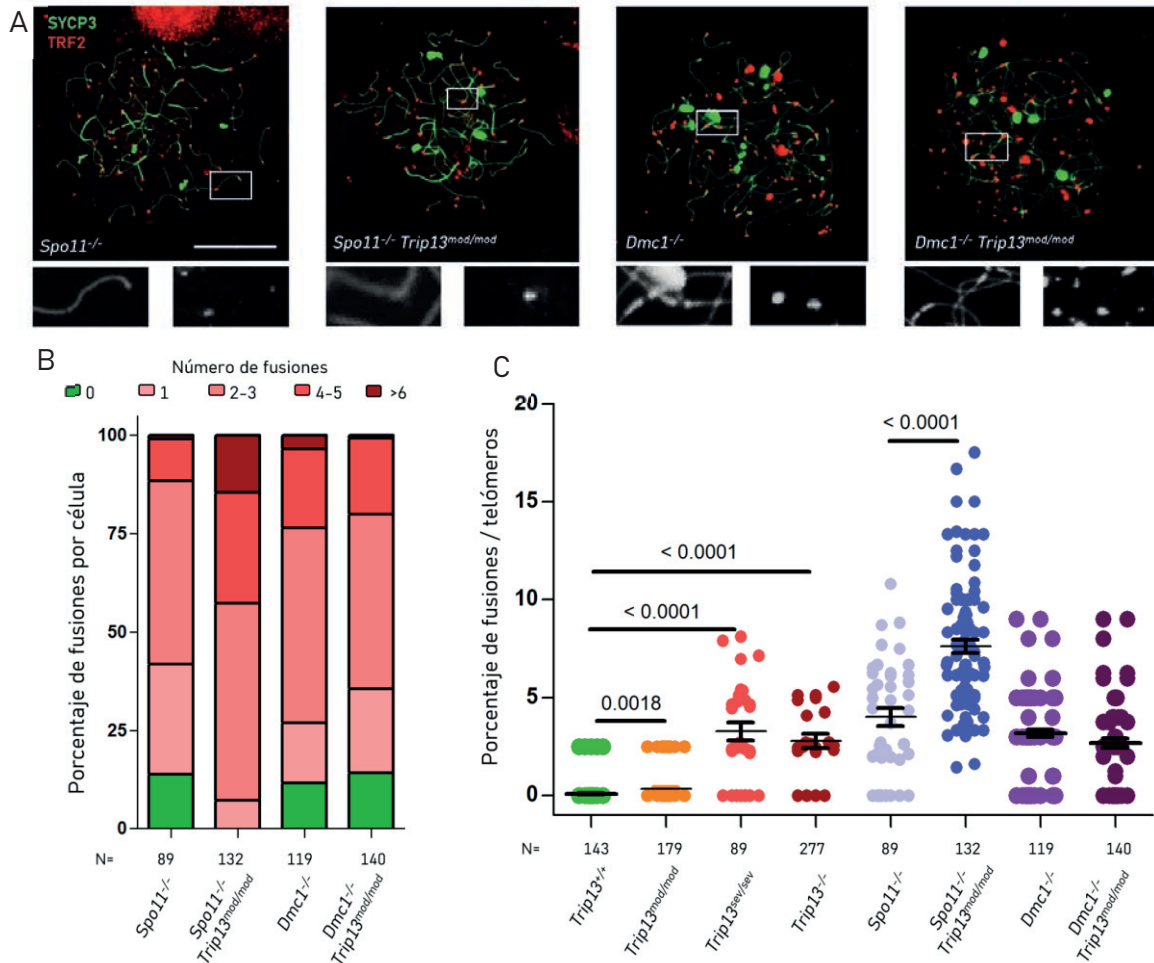 A
SYCP3
TRF2
Spo11-/-
Spo11-/- Trip13mod/mod
Dmc1-/-
Dmc1-/- Trip13mod/mod
B
Número de fusiones
0 1 2-3 4-5 >6
Porcentaje de fusiones por célula
100
75
50
25
0
N= 89 132 119 140
Spo11-/-
Spo11-/-
Trip13mod/mod
Dmc1-/-
Dmc1-/-
Trip13mod/mod
C
Porcentaje de fusiones / telómeros
20
15
10
5
0
< 0.0001
< 0.0001
< 0.0001
0.0018
N= 143 179 89 277 89 132 119 140
Trip13+/+
Trip13mod/mod
Trip13sev/sev
Trip13-/-
Spo11-/-
Spo11-/-
Trip13mod/mod
Dmc1-/-
Dmc1-/-
Trip13mod/mod